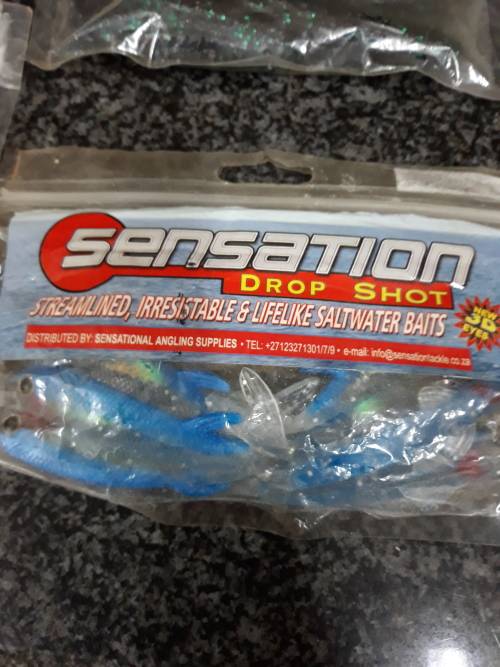 SENSATION
DROP SHOT
STREAMLINED, IRRESISTABLE & LIFELIKE SALTWATER BAITS
NEW 3D EYES
DISTRIBUTED BY: SENSATIONAL ANGLING SUPPLIES • TEL: +27123271301/7/9 • e-mail: info@sensationtackle.co.za